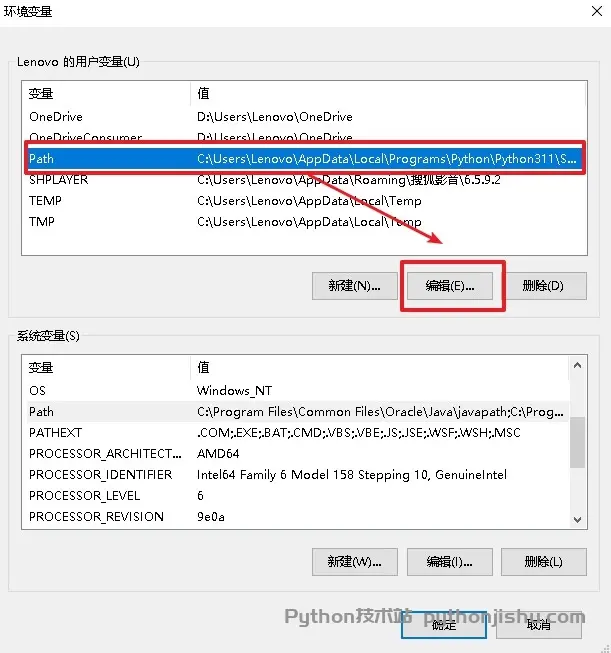 环境变量
Lenovo 的用户变量(U)
变量 值
OneDrive D:\Users\Lenovo\OneDrive
OneDriveConsumer D:\Users\Lenovo\OneDrive
Path C:\Users\Lenovo\AppData\Local\Programs\Python\Python311\S...
SHPLAYER C:\Users\Lenovo\AppData\Roaming\搜狐影音\6.5.9.2
TEMP C:\Users\Lenovo\AppData\Local\Temp
TMP C:\Users\Lenovo\AppData\Local\Temp
新建(N)... 编辑(E)... 删除(D)
系统变量(S)
变量 值
OS Windows_NT
Path C:\Program Files\Common Files\Oracle\Java\javapath;C:\Prog...
PATHEXT .COM;.EXE;.BAT;.CMD;.VBS;.VBE;.JS;.JSE;.WSF;.WSH;.MSC
PROCESSOR_ARCHITECT... AMD64
PROCESSOR_IDENTIFIER Intel64 Family 6 Model 158 Stepping 10, GenuineIntel
PROCESSOR_LEVEL 6
PROCESSOR_REVISION 9e0a
新建(W)... 编辑(I)... 删除(L)
Python技术站 pythonjishu.com
确定 取消